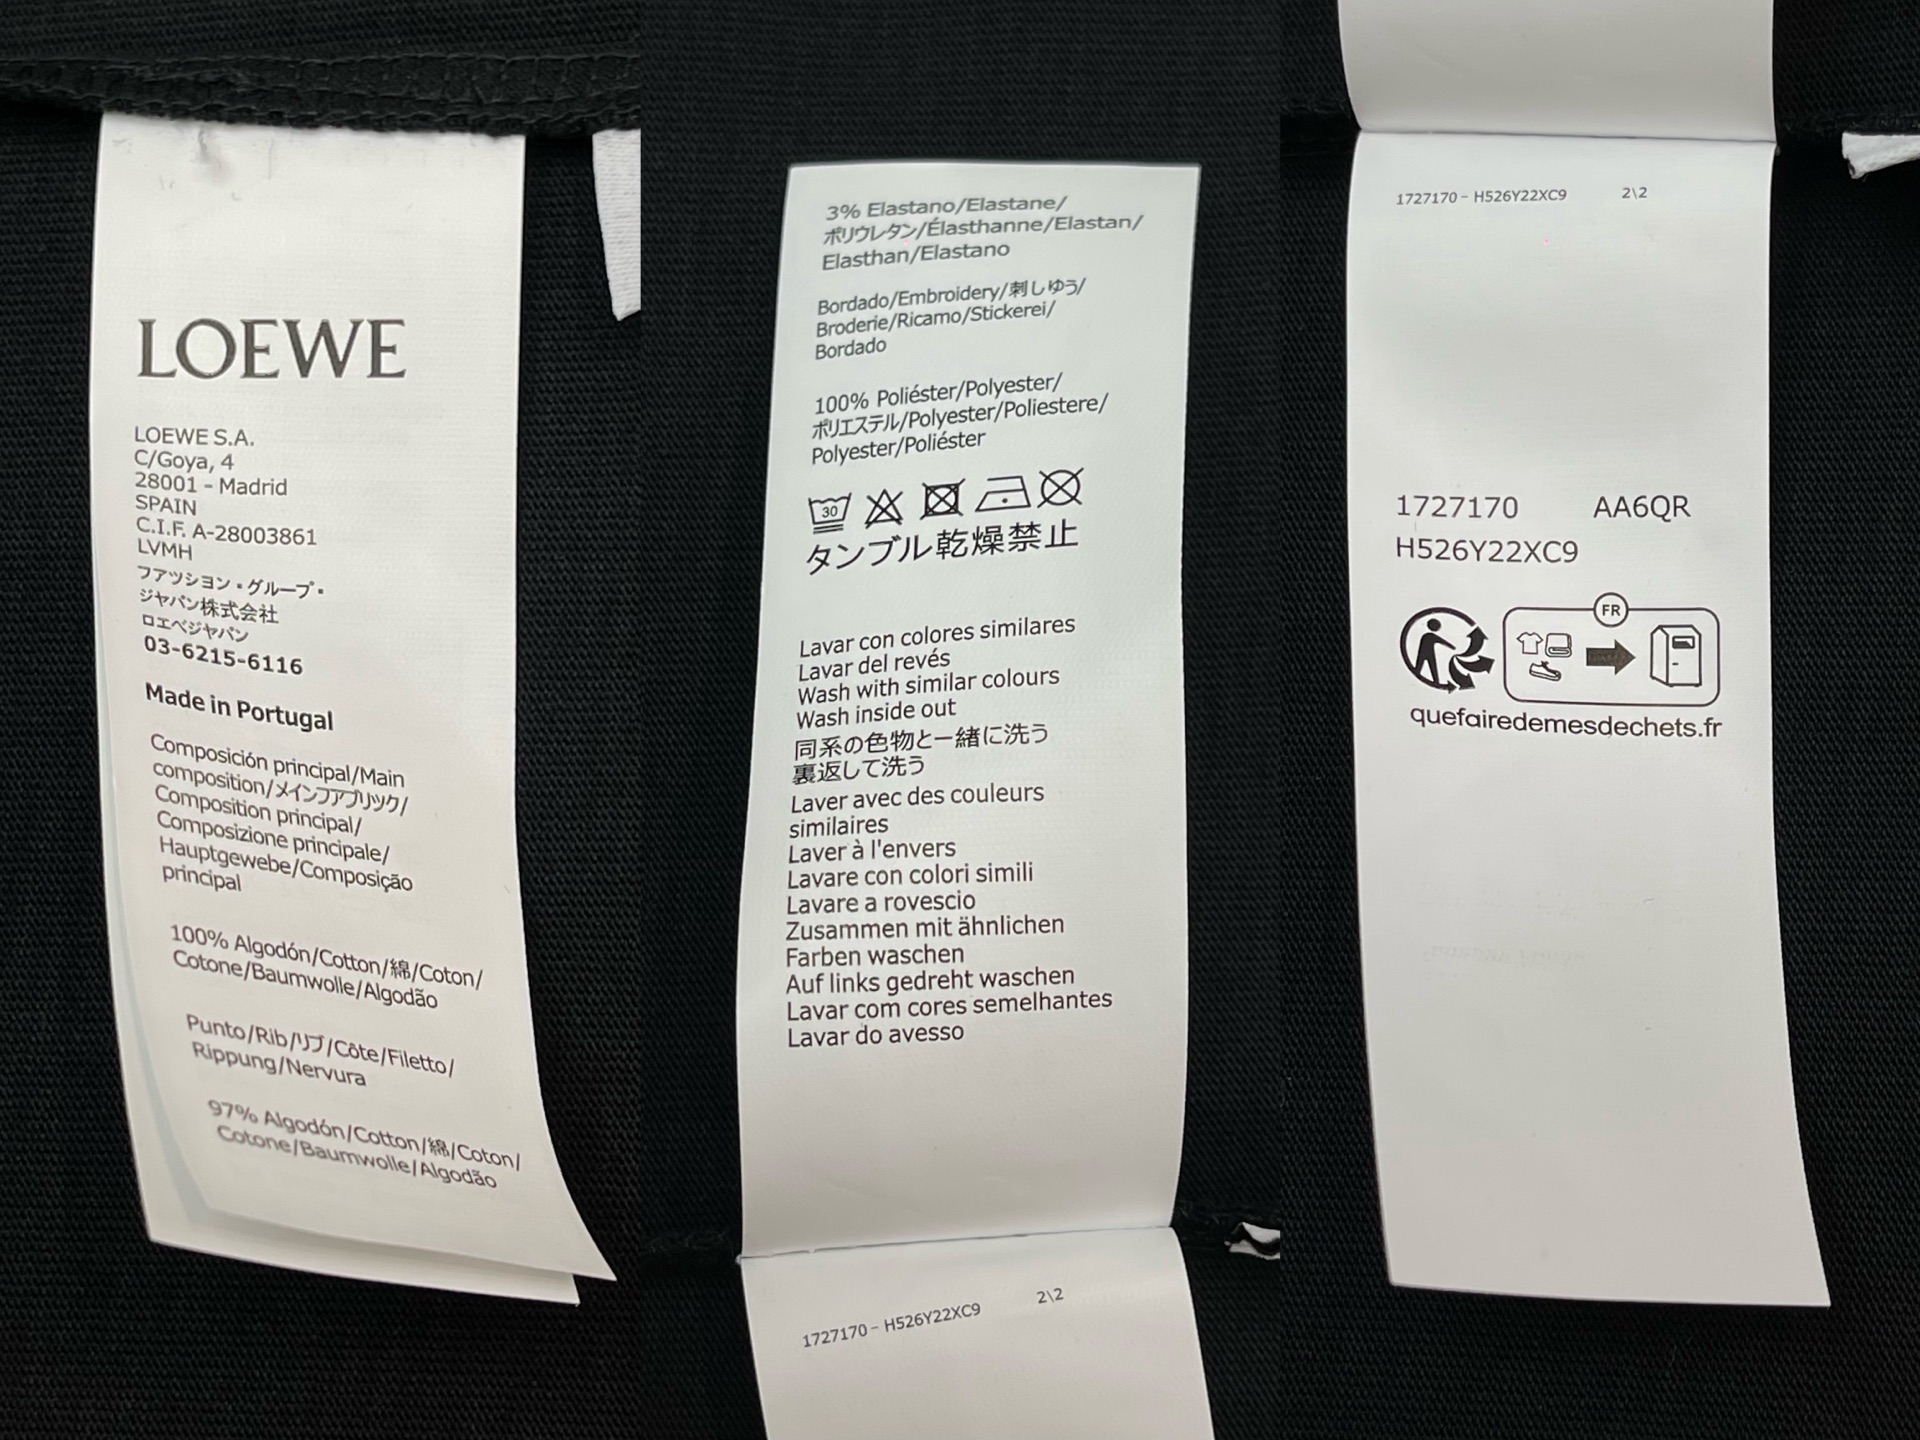 LOEWE
LOEWE S.A.
C/Goya, 4
28001 - Madrid
SPAIN
C.I.F. A-28003861
LVMH
ファッション・グループ・
ジャパン株式会社
ロエベジャパン
03-6215-6116
Made in Portugal
Composición principal/Main
composition/メインファブリック/
Composition principal/
Composizione principale/
Hauptgewebe/Composição
principal
100% Algodón/Cotton/綿/Coton/
Cotone/Baumwolle/Algodão
Punto/Rib/リブ/Côte/Filetto/
Rippung/Nervura
97% Algodón/Cotton/綿/Coton/
Cotone/Baumwolle/Algodão
3% Elastano/Elastane/
ポリウレタン/Élasthanne/Elastan/
Elasthan/Elastano
Bordado/Embroidery/刺しゆう/
Broderie/Ricamo/Stickerei/
Bordado
100% Poliéster/Polyester/
ポリエステル/Polyester/Poliestere/
Polyester/Poliéster
30
タンブル乾燥禁止
Lavar con colores similares
Lavar del revés
Wash with similar colours
Wash inside out
同系の色物と一緒に洗う
裏返して洗う
Laver avec des couleurs
similaires
Laver à l'envers
Lavare con colori simili
Lavare a rovescio
Zusammen mit ähnlichen
Farben waschen
Auf links gedreht waschen
Lavar com cores semelhantes
Lavar do avesso
1727170 - H526Y22XC9 2\2
1727170 - H526Y22XC9 2\2
1727170 AA6QR
H526Y22XC9
FR
quefairedemesdechets.fr